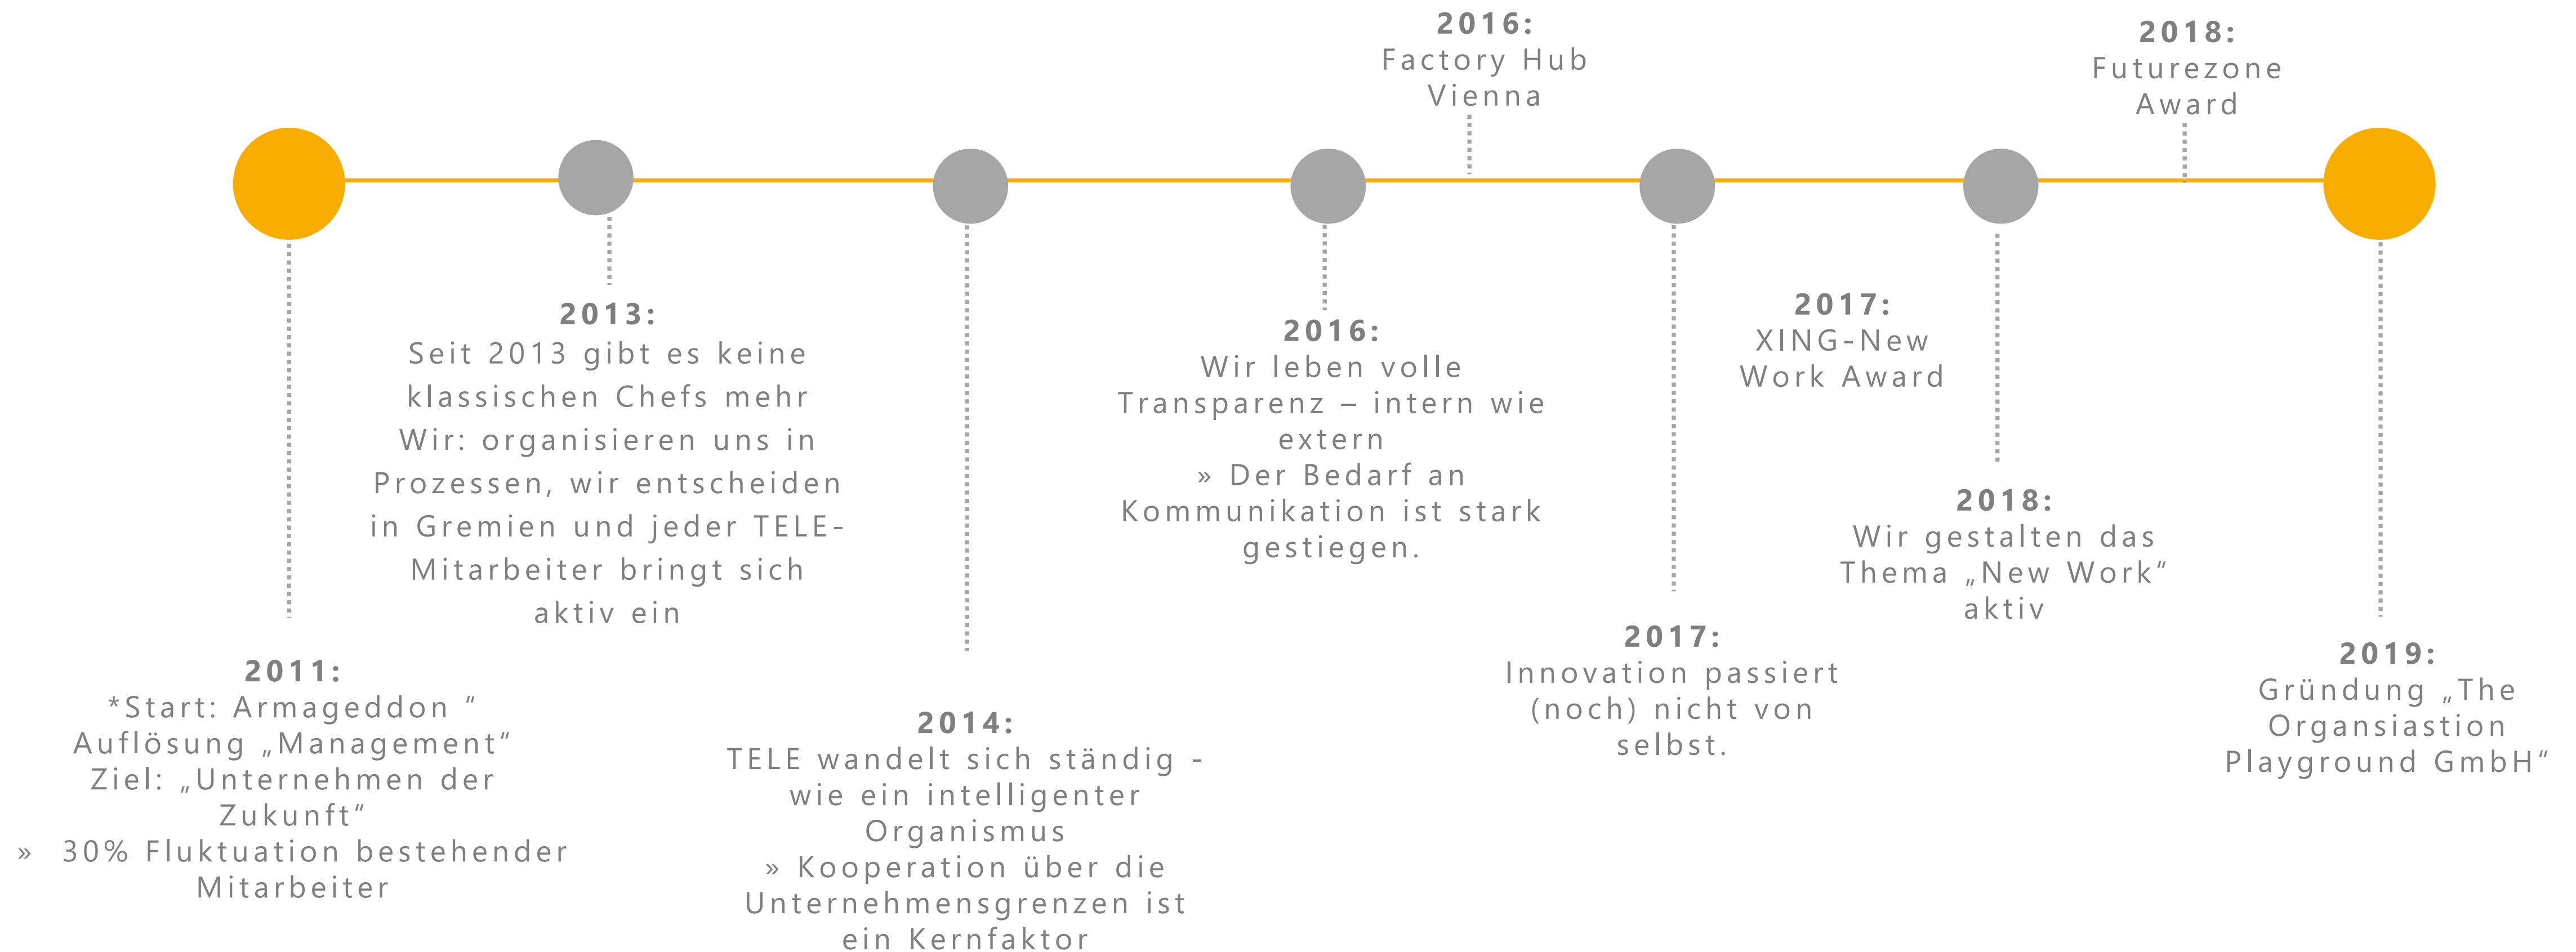 2016:
Factory Hub
Vienna
2018:
Futurezone
Award
2013:
Seit 2013 gibt es keine
klassischen Chefs mehr
Wir: organisieren uns in
Prozessen, wir entscheiden
in Gremien und jeder TELE-
Mitarbeiter bringt sich
aktiv ein
2016:
Wir leben volle
Transparenz – intern wie
extern
» Der Bedarf an
Kommunikation ist stark
gestiegen.
2017:
XING-New
Work Award
2018:
Wir gestalten das
Thema „New Work“
aktiv
2011:
*Start: Armageddon “
Auflösung „Management“
Ziel: „Unternehmen der
Zukunft“
» 30% Fluktuation bestehender
Mitarbeiter
2014:
TELE wandelt sich ständig -
wie ein intelligenter
Organismus
» Kooperation über die
Unternehmensgrenzen ist
ein Kernfaktor
2017:
Innovation passiert
(noch) nicht von
selbst.
2019:
Gründung „The
Organsiastion
Playground GmbH“